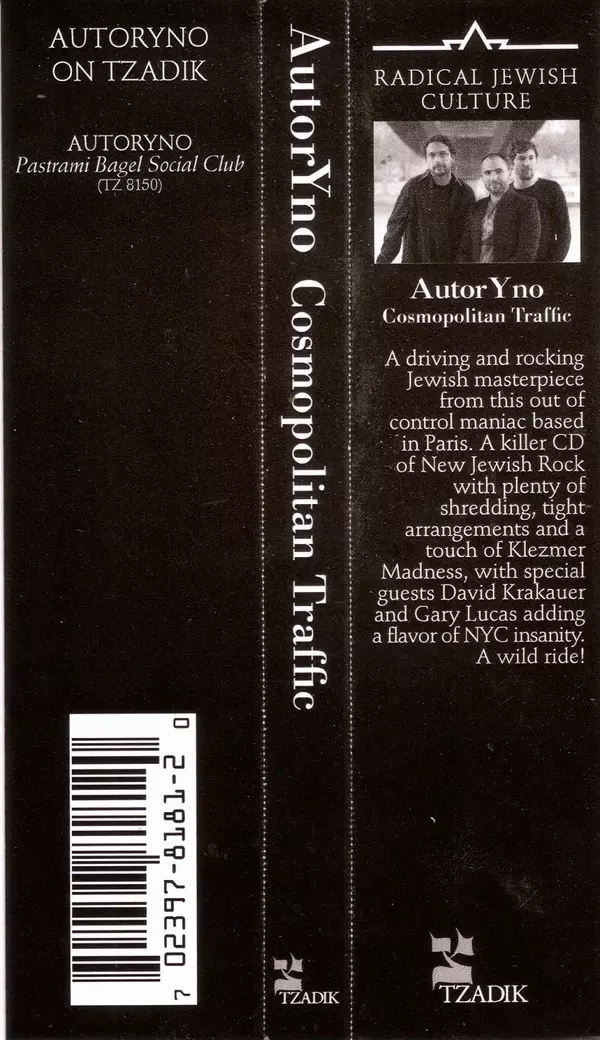 AUTORYNO
ON TZADIK
AUTORYNO
Pastrami Bagel Social Club
(TZ 8150)
7 02397-8181-2 0
AutorYno Cosmopolitan Traffic
TZADIK
RADICAL JEWISH
CULTURE
AutorYno
Cosmopolitan Traffic
A driving and rocking
Jewish masterpiece
from this out of
control maniac based
in Paris. A killer CD
of New Jewish Rock
with plenty of
shredding, tight
arrangements and a
touch of Klezmer
Madness, with special
guests David Krakauer
and Gary Lucas adding
a flavor of NYC insanity.
A wild ride!
TZADIK